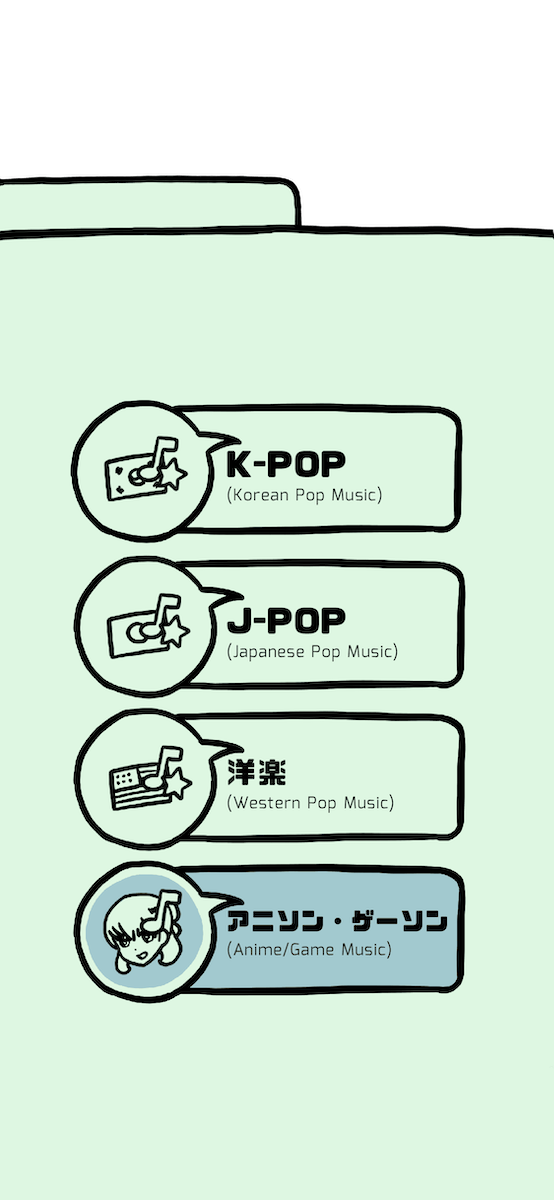 K-POP
(Korean Pop Music)
J-POP
(Japanese Pop Music)
洋楽
(Western Pop Music)
アニソン・ゲーソン
(Anime/Game Music)